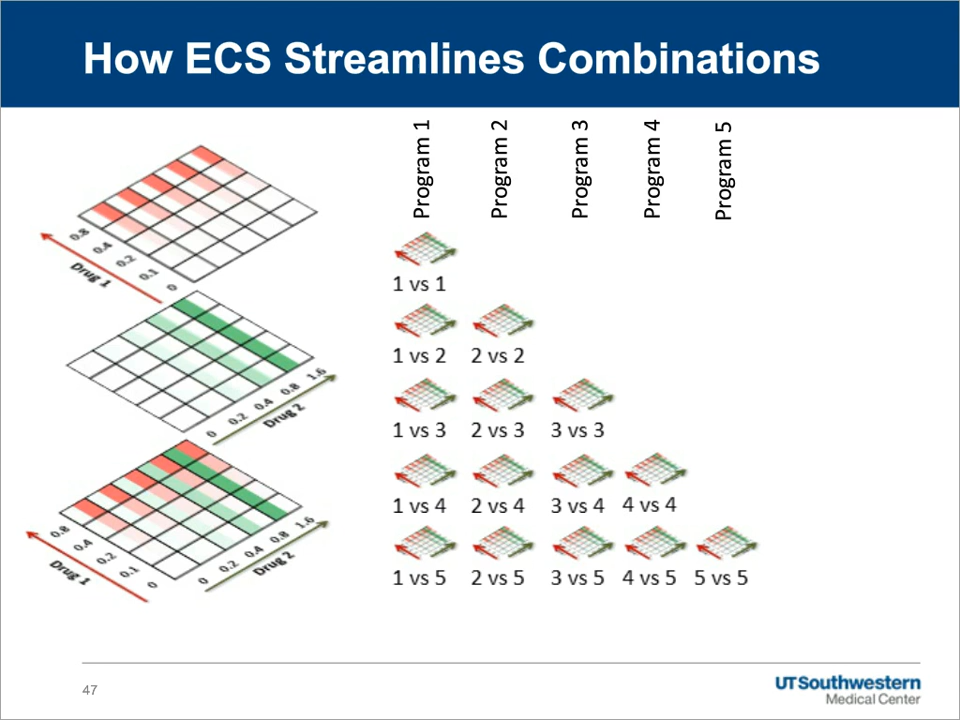 How ECS Streamlines Combinations
Program 1
Program 2
Program 3
Program 4
Program 5
0.8
0.4
0.2
0.1
0
Drug 1
0
0.2
0.4
0.8
1.6
Drug 2
0.8
0.4
0.2
0.1
0
Drug 1
0
0.2
0.4
0.8
1.6
Drug 2
1 vs 1
1 vs 2 2 vs 2
1 vs 3 2 vs 3 3 vs 3
1 vs 4 2 vs 4 3 vs 4 4 vs 4
1 vs 5 2 vs 5 3 vs 5 4 vs 5 5 vs 5
47
UT Southwestern
Medical Center